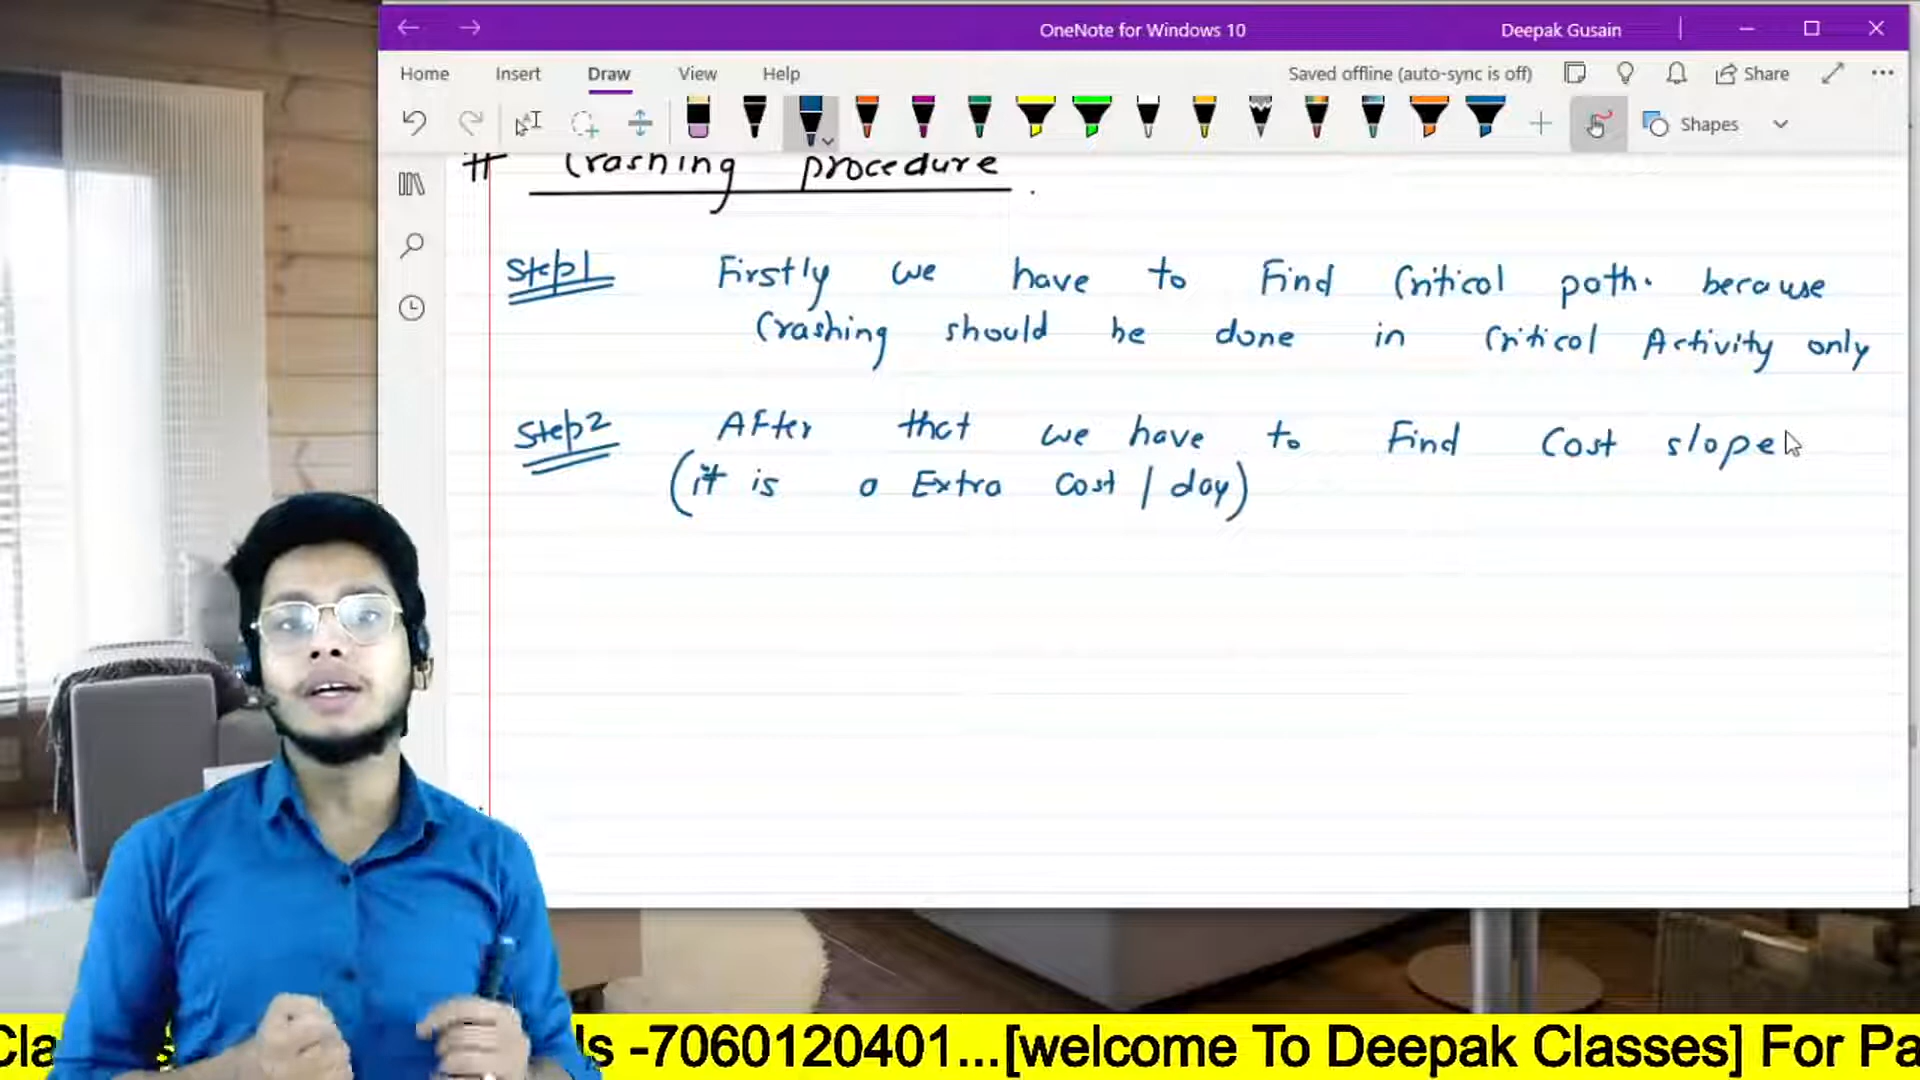 OneNote for Windows 10
Deepak Gusain
Home Insert Draw View Help
Saved offline (auto-sync is off)
Share
Shapes
# Crashing procedure .
Step1 Firstly we have to Find Critical path. because
Crashing should be done in Critical Activity only
Step2 After that we have to Find Cost slope
(it is a Extra Cost / day)
ls -7060120401...[welcome To Deepak Classes] For Pa